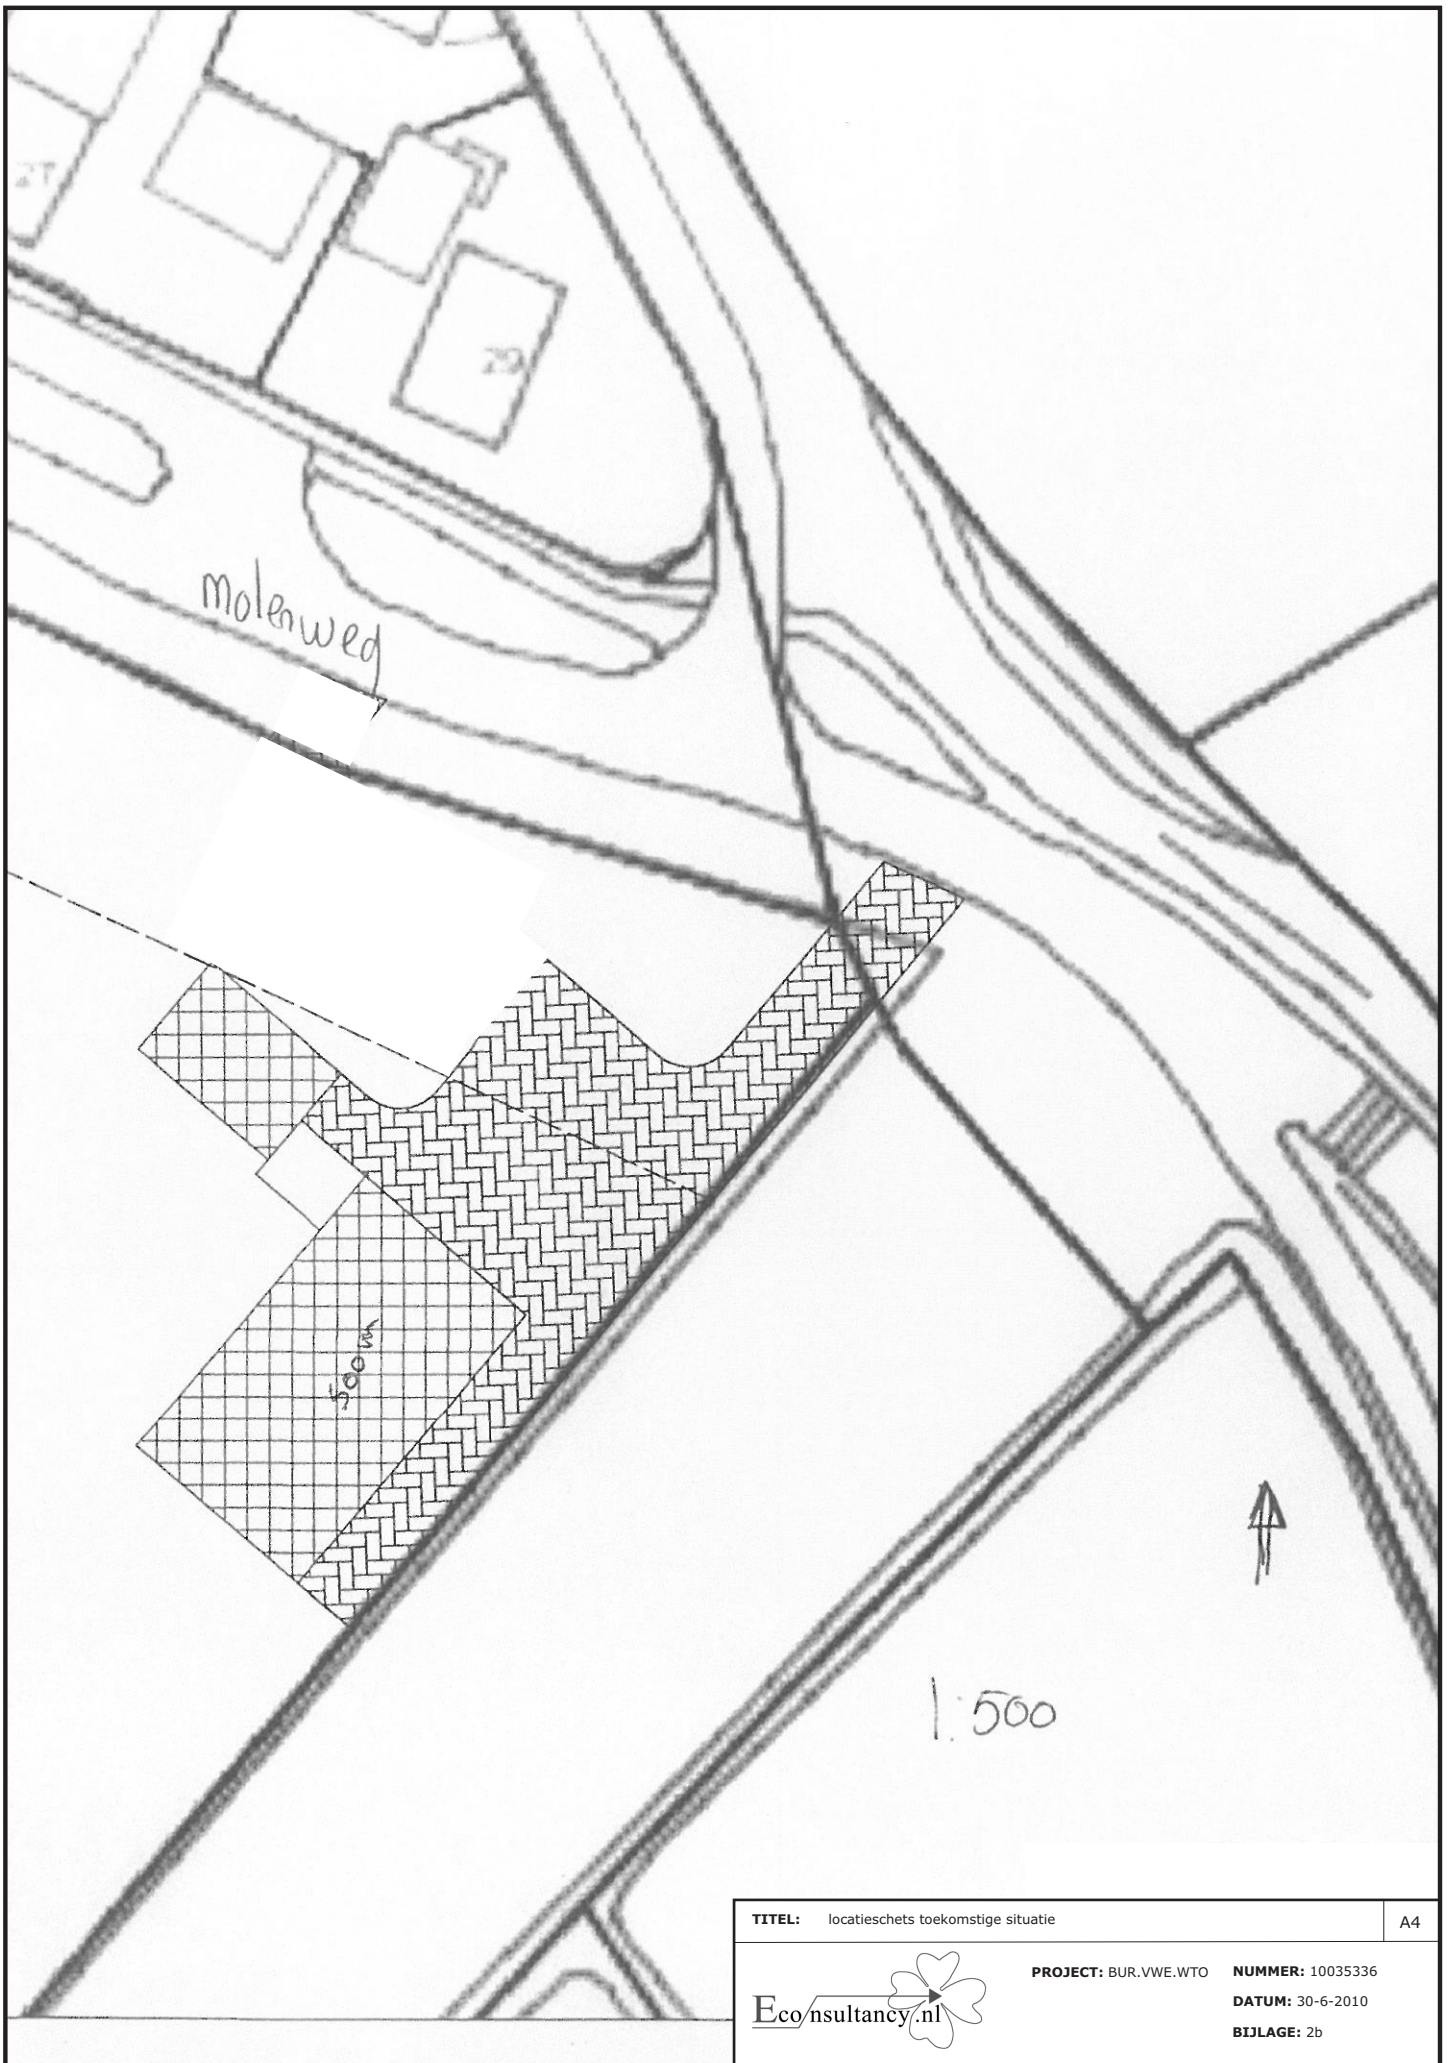 27
29
molenweg
500 m
1:500
TITEL: locatieschets toekomstige situatie
A4
Econsultancy.nl
PROJECT: BUR.VWE.WTO
NUMMER: 10035336
DATUM: 30-6-2010
BIJLAGE: 2b